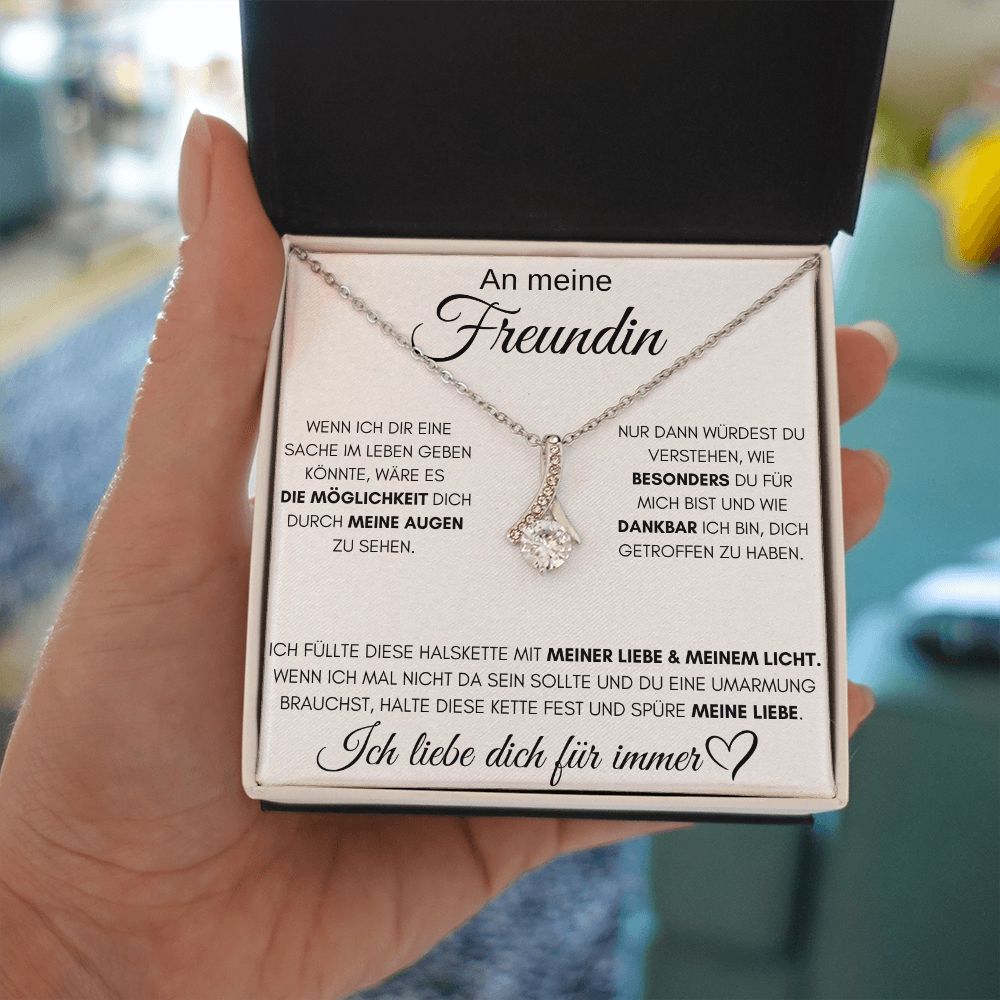 An meine
Freundin
WENN ICH DIR EINE
SACHE IM LEBEN GEBEN
KÖNNTE, WÄRE ES
DIE MÖGLICHKEIT DICH
DURCH MEINE AUGEN
ZU SEHEN.
NUR DANN WÜRDEST DU
VERSTEHEN, WIE
BESONDERS DU FÜR
MICH BIST UND WIE
DANKBAR ICH BIN, DICH
GETROFFEN ZU HABEN.
ICH FÜLLTE DIESE HALSKETTE MIT MEINER LIEBE & MEINEM LICHT.
WENN ICH MAL NICHT DA SEIN SOLLTE UND DU EINE UMARMUNG
BRAUCHST, HALTE DIESE KETTE FEST UND SPÜRE MEINE LIEBE.
Ich liebe dich für immer